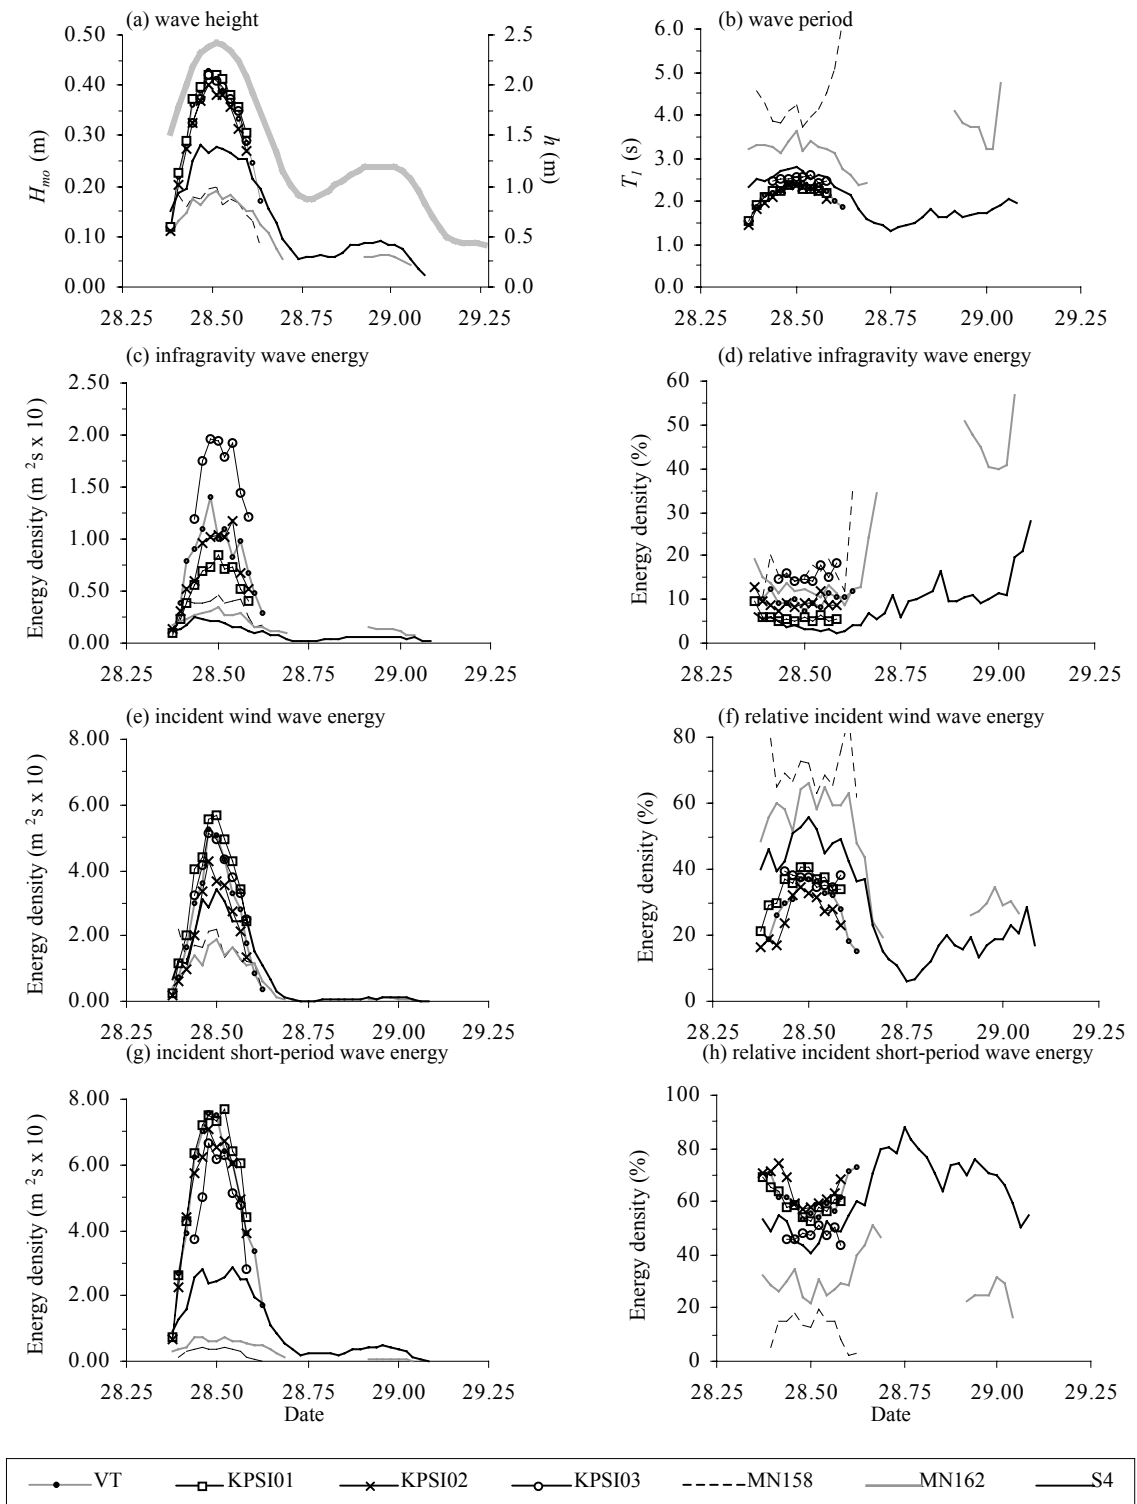 (a) wave height
(b) wave period
0.50
0.40
0.30
0.20
0.10
0.00
Hmo (m)
2.5
2.0
1.5
1.0
0.5
0.0
h (m)
28.25 28.50 28.75 29.00 29.25
6.0
5.0
4.0
3.0
2.0
1.0
0.0
T1 (s)
28.25 28.50 28.75 29.00 29.25
(c) infragravity wave energy
(d) relative infragravity wave energy
2.50
2.00
1.50
1.00
0.50
0.00
Energy density (m 2s x 10)
28.25 28.50 28.75 29.00 29.25
60
50
40
30
20
10
0
Energy density (%)
28.25 28.50 28.75 29.00 29.25
(e) incident wind wave energy
(f) relative incident wind wave energy
8.00
6.00
4.00
2.00
0.00
Energy density (m 2s x 10)
28.25 28.50 28.75 29.00 29.25
80
60
40
20
0
Energy density (%)
28.25 28.50 28.75 29.00 29.25
(g) incident short-period wave energy
(h) relative incident short-period wave energy
8.00
6.00
4.00
2.00
0.00
Energy density (m 2s x 10)
28.25 28.50 28.75 29.00 29.25
Date
100
80
60
40
20
0
Energy density (%)
28.25 28.50 28.75 29.00 29.25
Date
VT KPSI01 KPSI02 KPSI03 MN158 MN162 S4